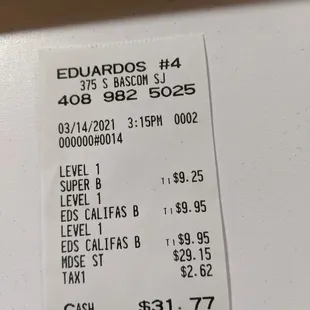 EDUARDOS #4
375 S BASCOM SJ
408 982 5025
03/14/2021 3:15PM 0002
000000#0014
LEVEL 1
SUPER B T1 $9.25
LEVEL 1
EDS CALIFAS B T1 $9.95
LEVEL 1
EDS CALIFAS B T1 $9.95
MDSE ST $29.15
TAX1 $2.62
CASH $31.77